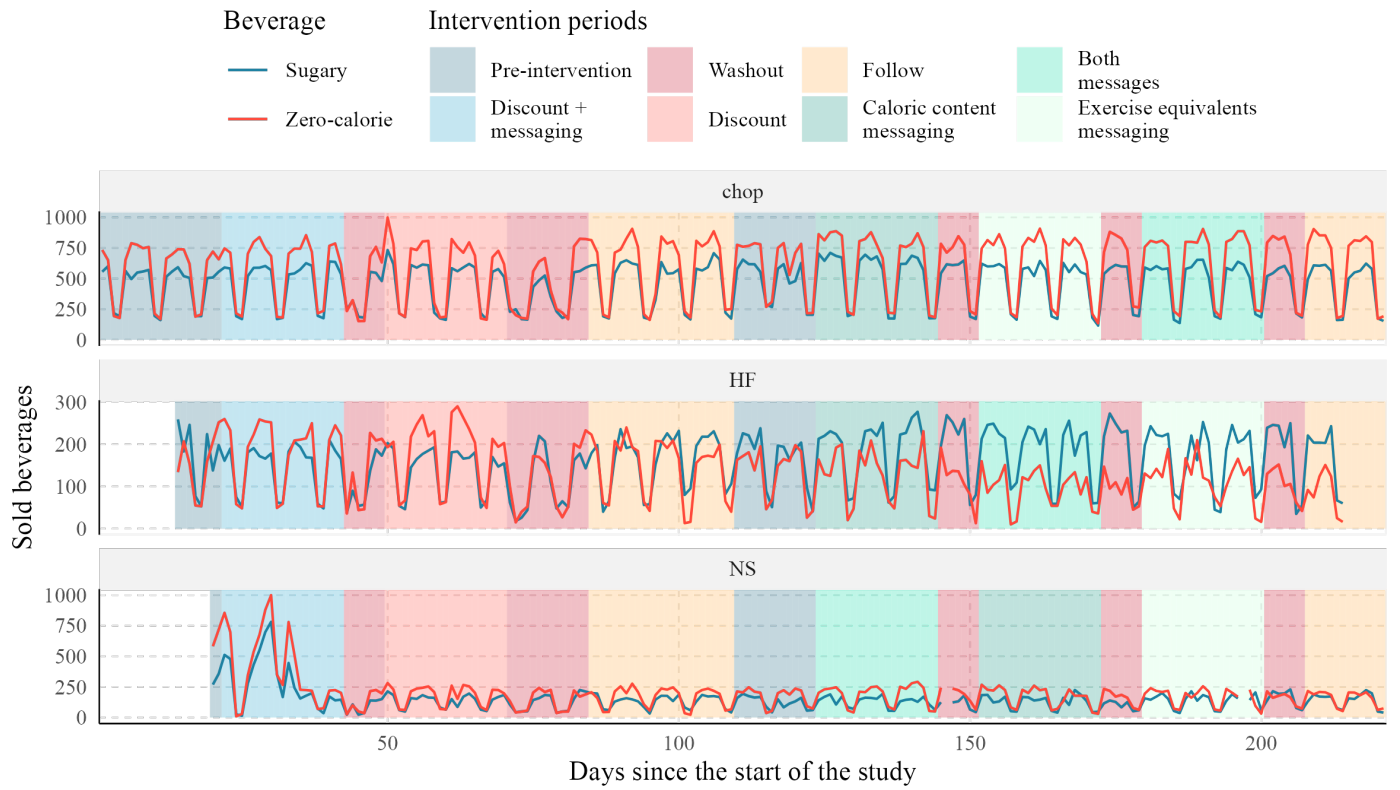 Beverage
Sugary
Zero-calorie
Intervention periods
Pre-intervention
Discount +
messaging
Washout
Discount
Follow
Caloric content
messaging
Both
messages
Exercise equivalents
messaging
Sold beverages
chop
1000
750
500
250
0
HF
300
200
100
0
NS
1000
750
500
250
0
50
100
150
200
Days since the start of the study